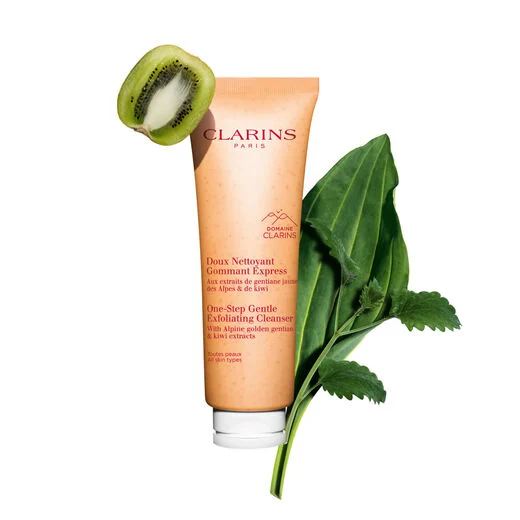 CLARINS
PARIS
DOMAINE
CLARINS
Doux Nettoyant
Gommant Express
Aux extraits de gentiane jaune
des Alpes & de kiwi
One-Step Gentle
Exfoliating Cleanser
With Alpine golden gentian
& kiwi extracts
Toutes peaux
All skin types